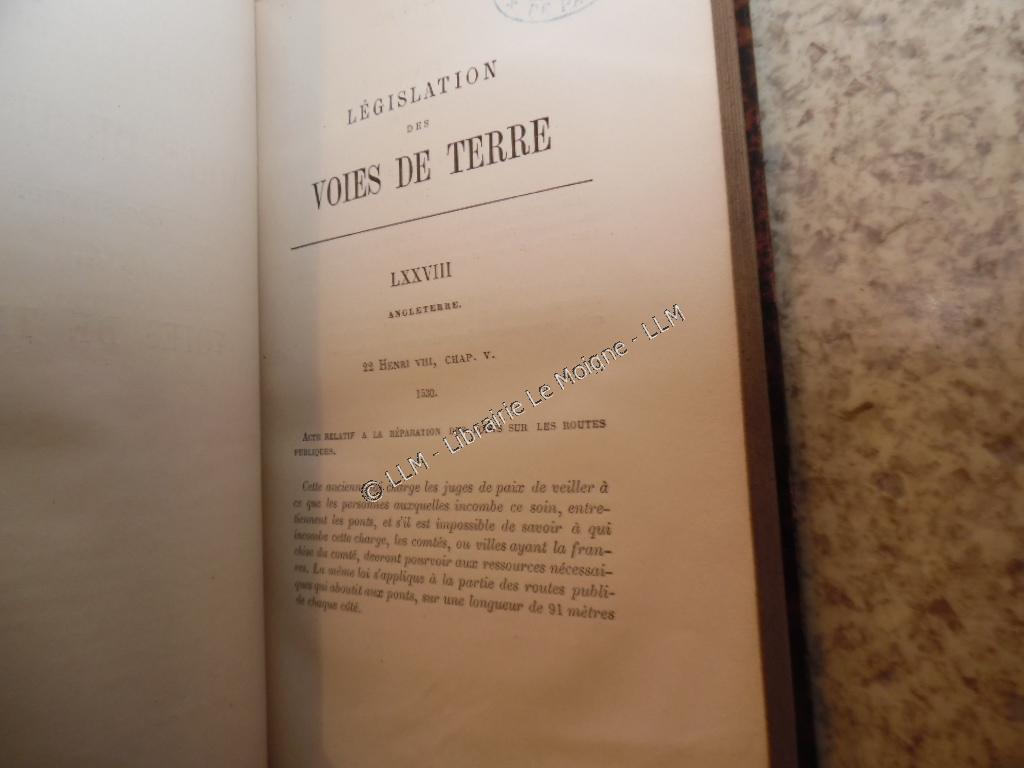 LÉGISLATION
DES
VOIES DE TERRE
LXXVIII
ANGLETERRE.
22 HENRI VIII, CHAP. V.
1530.
ACTE RELATIF A LA RÉPARATION DES PONTS SUR LES ROUTES
PUBLIQUES.
Cette ancienne loi charge les juges de paix de veiller à
ce que les personnes auxquelles incombe ce soin, entre-
tiennent les ponts, et s'il est impossible de savoir à qui
incombe cette charge, les comtés, ou villes ayant la fran-
chise du comté, devront pourvoir aux ressources nécessai-
res. La même loi s'applique à la partie des routes publi-
ques qui aboutit aux ponts, sur une longueur de 91 mètres
de chaque côté.
© LLM - Librairie Le Moigne - LLM